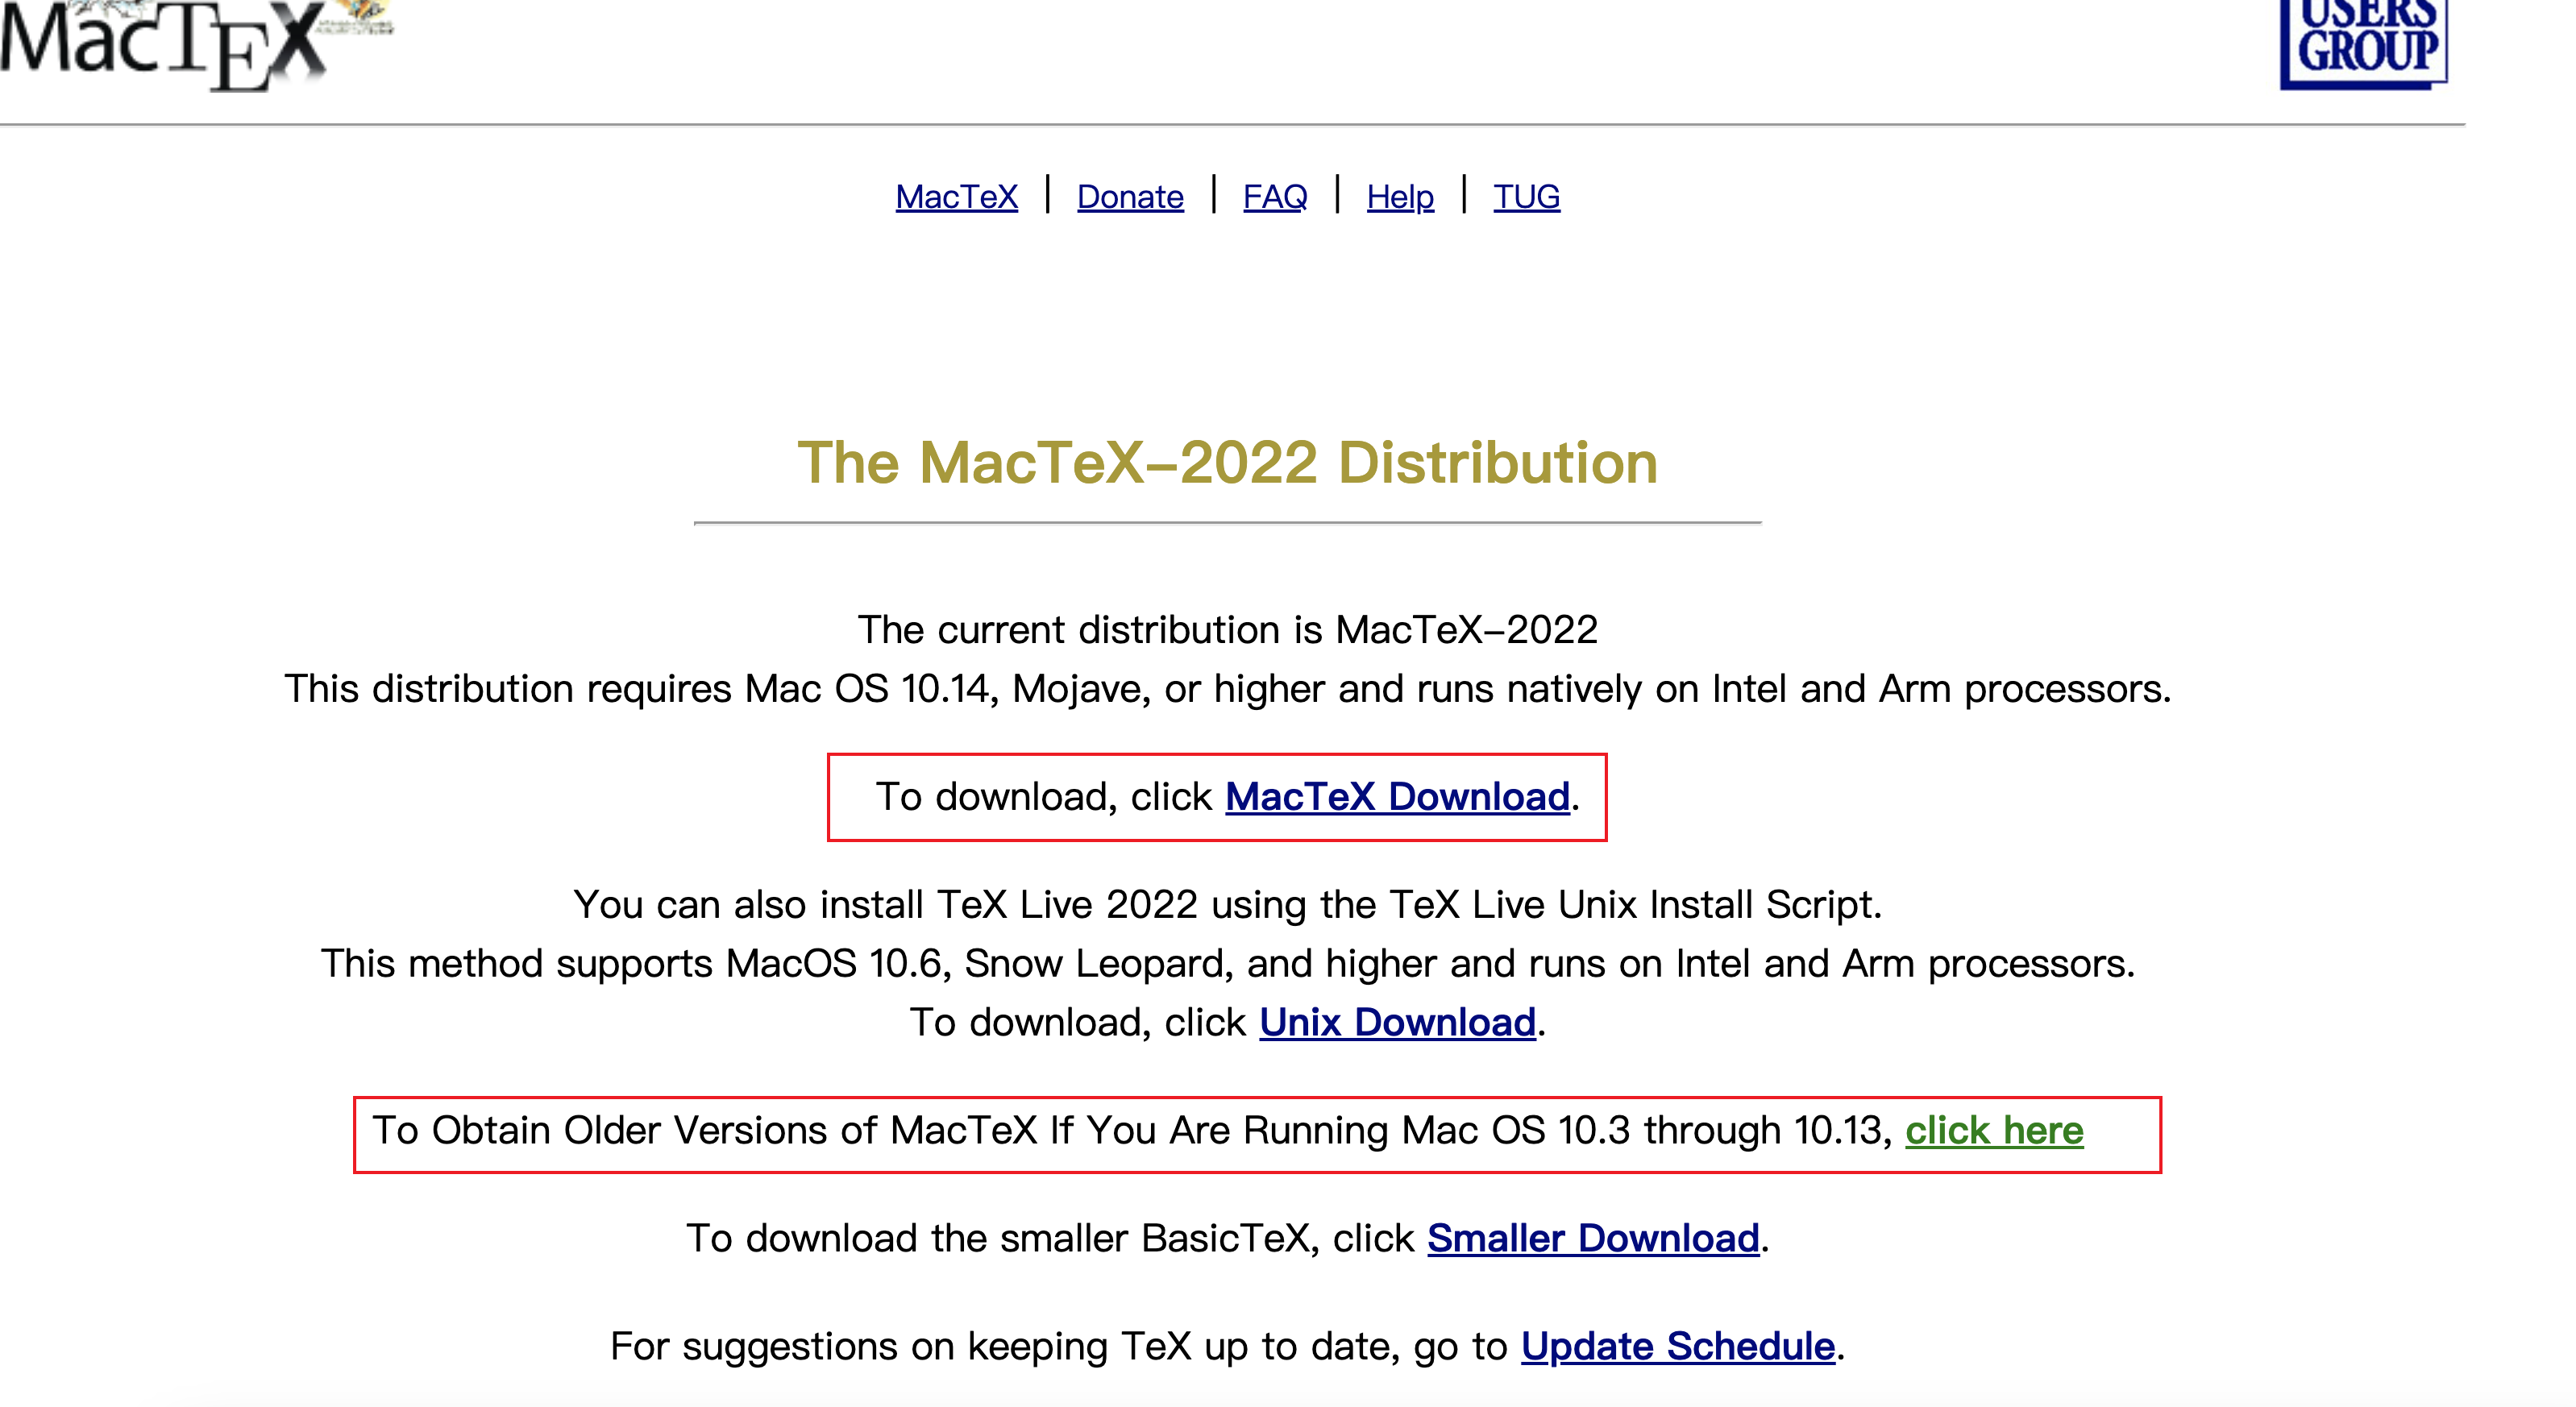 MacTEX
USERS
GROUP
MacTeX | Donate | FAQ | Help | TUG
The MacTeX-2022 Distribution
The current distribution is MacTeX-2022
This distribution requires Mac OS 10.14, Mojave, or higher and runs natively on Intel and Arm processors.
To download, click MacTeX Download.
You can also install TeX Live 2022 using the TeX Live Unix Install Script.
This method supports MacOS 10.6, Snow Leopard, and higher and runs on Intel and Arm processors.
To download, click Unix Download.
To Obtain Older Versions of MacTeX If You Are Running Mac OS 10.3 through 10.13, click here
To download the smaller BasicTeX, click Smaller Download.
For suggestions on keeping TeX up to date, go to Update Schedule.